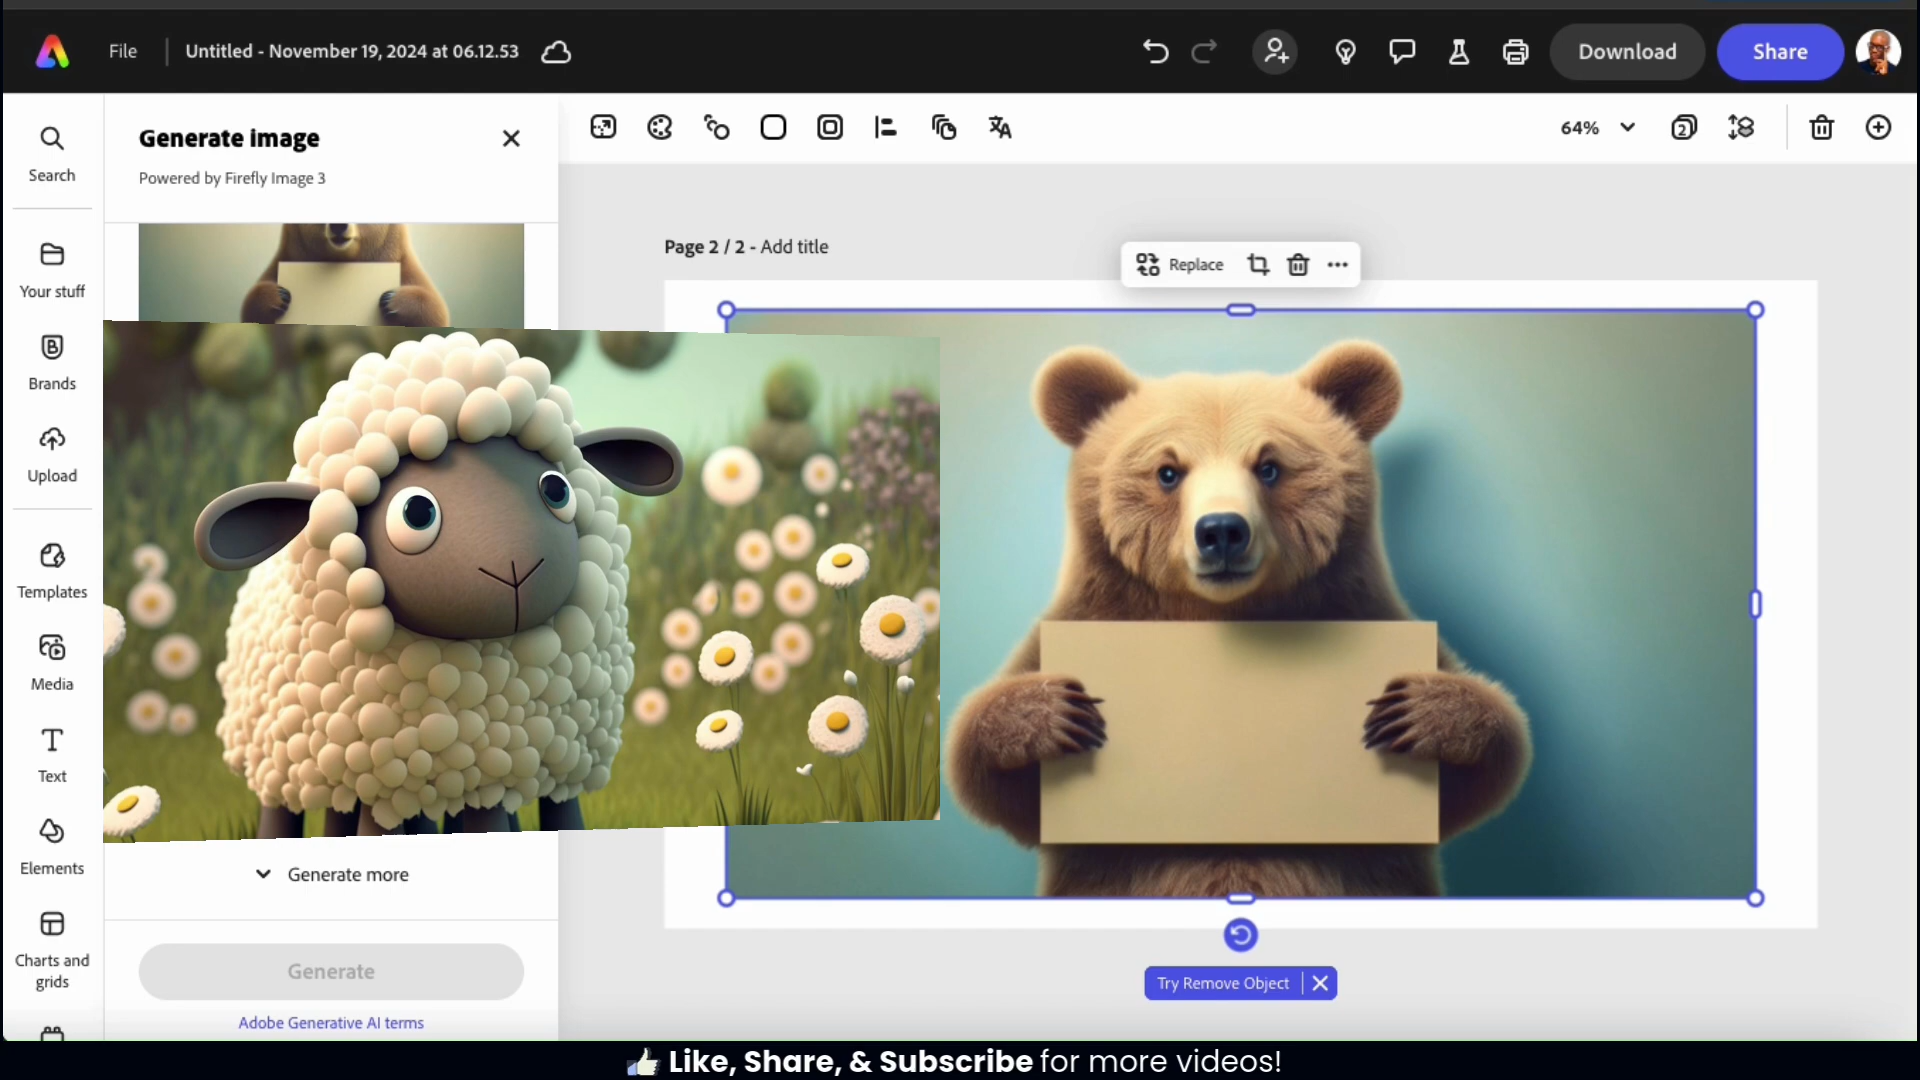 File
Untitled - November 19, 2024 at 06.12.53
Download
Share
Search
Your stuff
B
Brands
Upload
Templates
Media
T
Text
Elements
Charts and
grids
Generate image
Powered by Firefly Image 3
Generate more
Generate
Adobe Generative AI terms
64%
2
Page 2 / 2 - Add title
Replace
Try Remove Object
Like, Share, & Subscribe for more videos!